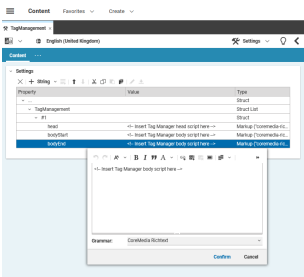 Content Favorites Create
TagManagement ×
English (United Kingdom) Settings
Content ...
Settings
String
Property Value Type
... Struct
TagManagement Struct List
#1 Struct
head <!-- Insert Tag Manager head script here --> Markup ("coremedia-ric...
bodyStart <!-- Insert Tag Manager body script here --> Markup ("coremedia-ric...
bodyEnd <!-- Insert Tag Manager body script here --> Markup ("coremedia-ric...
B I A
<!-- Insert Tag Manager body script here -->
Grammar: CoreMedia Richtext
Confirm Cancel